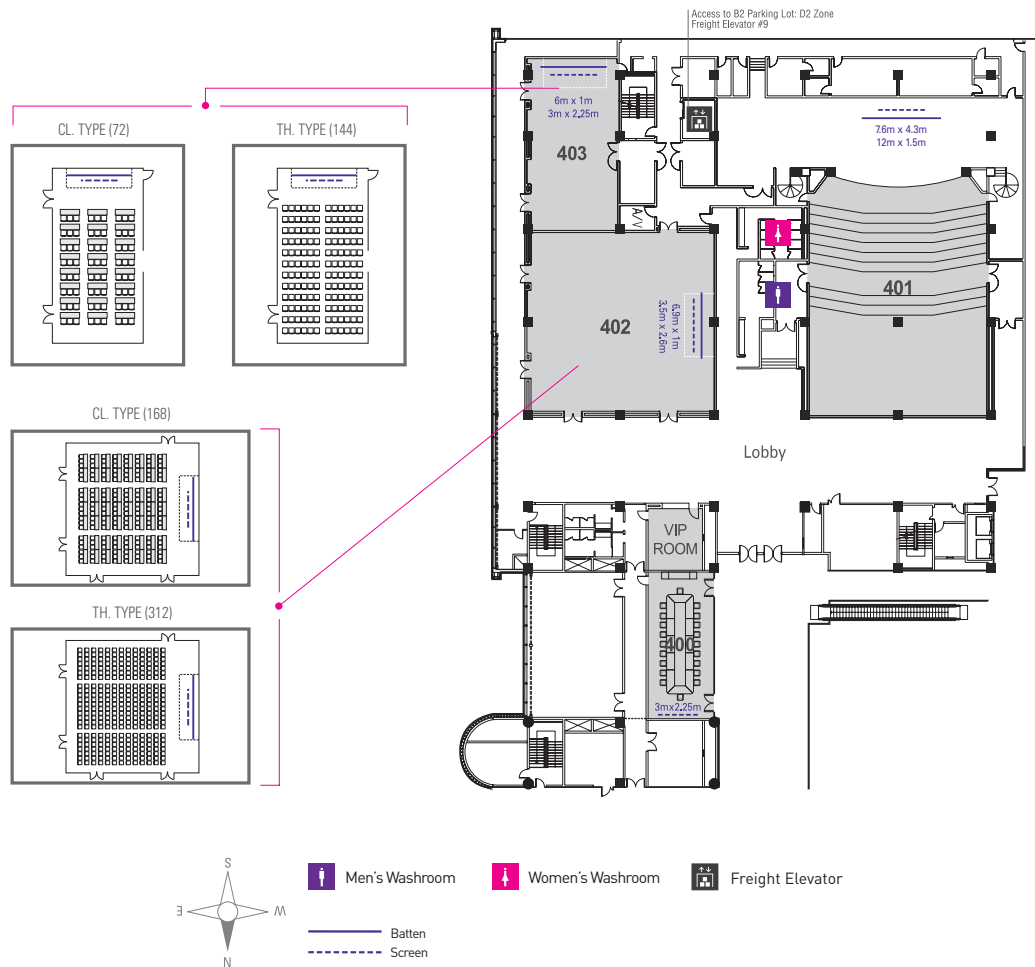 Access to B2 Parking Lot: D2 Zone
Freight Elevator #9
CL. TYPE (72)
TH. TYPE (144)
6m x 1m
3m x 2.25m
403
7.6m x 4.3m
12m x 1.5m
A/V
402
6.9m x 1m
3.5m x 2.6m
401
CL. TYPE (168)
Lobby
VIP
ROOM
TH. TYPE (312)
400
3mx2.25m
S
E
W
N
Men's Washroom
Women's Washroom
Freight Elevator
Batten
Screen